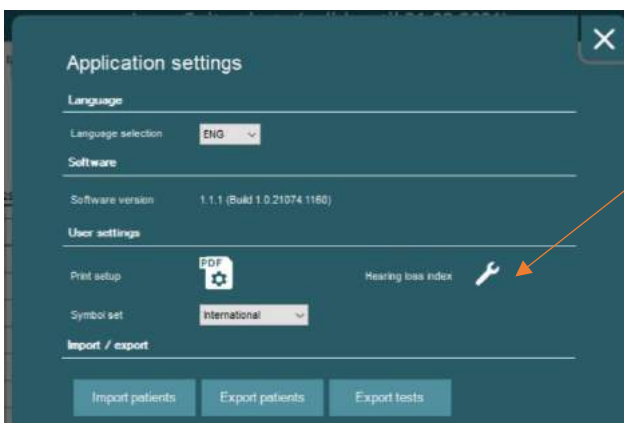 Application settings
Language
Language selection ENG
Software
Software version 1.1.1 (Build 1.0.21074.1160)
User settings
PDF
Print setup Hearing loss index
Symbol set International
Import / export
Import patients Export patients Export tests